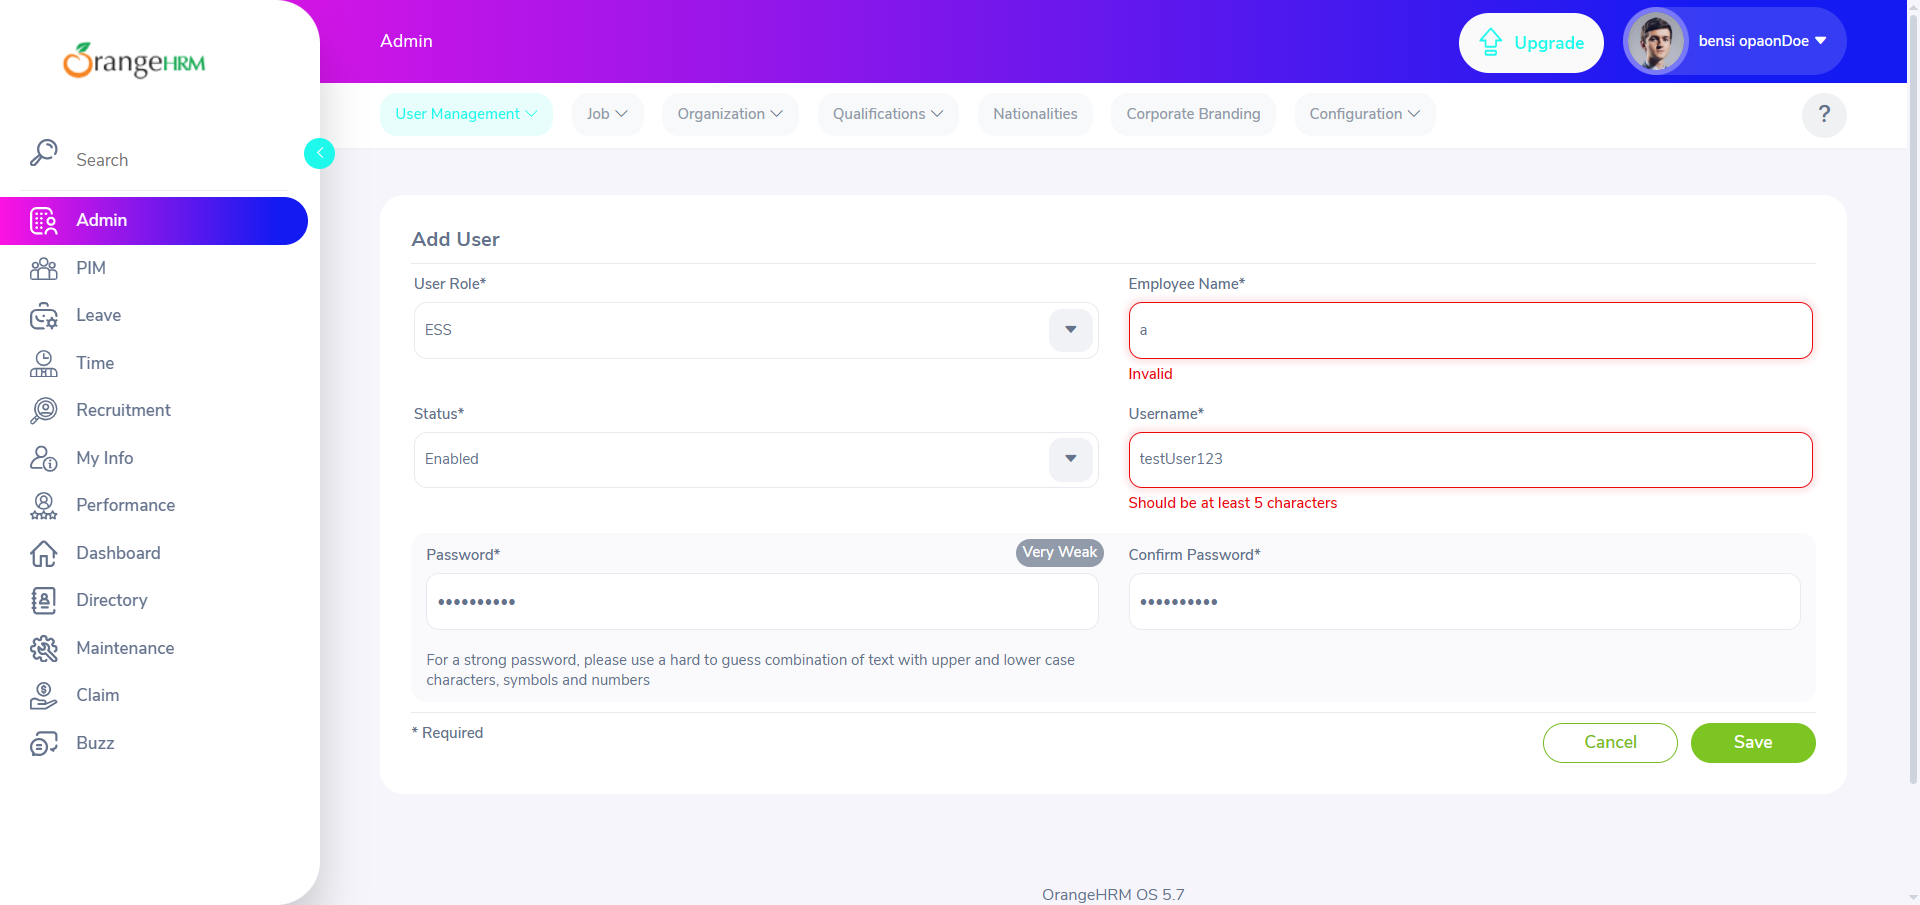 OrangeHRM
Search
Admin
PIM
Leave
Time
Recruitment
My Info
Performance
Dashboard
Directory
Maintenance
Claim
Buzz
Admin
Upgrade
bensi opaonDoe
User Management
Job
Organization
Qualifications
Nationalities
Corporate Branding
Configuration
?
Add User
User Role*
ESS
Employee Name*
a
Invalid
Status*
Enabled
Username*
testUser123
Should be at least 5 characters
Password*
Very Weak
••••••••••
Confirm Password*
••••••••••
For a strong password, please use a hard to guess combination of text with upper and lower case
characters, symbols and numbers
* Required
Cancel
Save
OrangeHRM OS 5.7